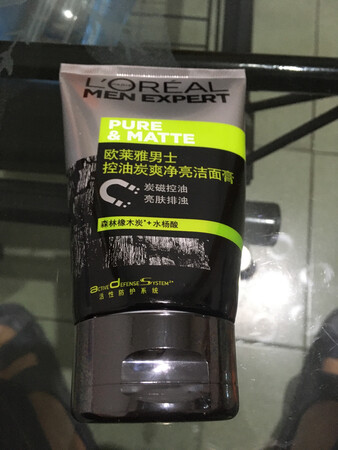 L'ORÉAL
MEN EXPERT
PURE
& MATTE
欧莱雅男士
控油炭爽净亮洁面膏
炭磁控油
亮肤排浊
森林橡木炭*+水杨酸
ACTIVE DEFENSE SYSTEM™
活性防护系统